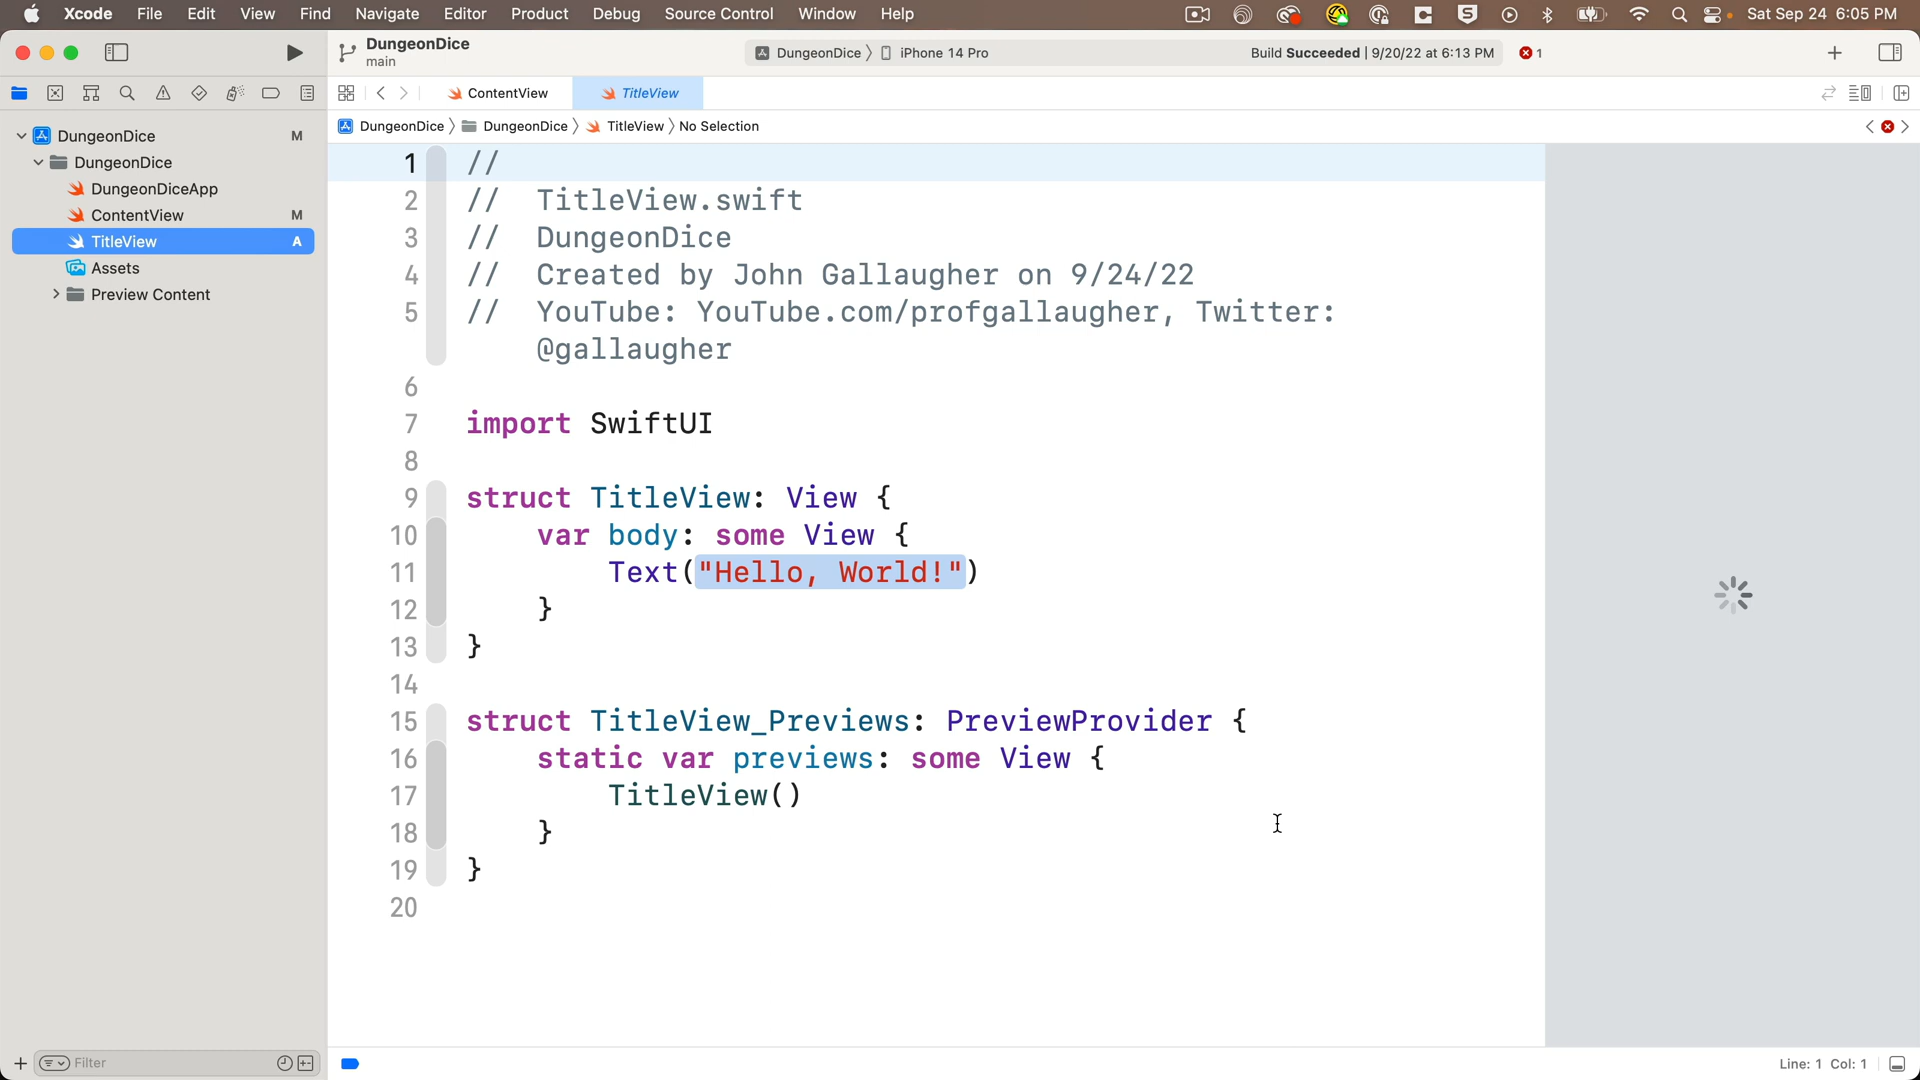 Xcode File Edit View Find Navigate Editor Product Debug Source Control Window Help Sat Sep 24 6:05 PM
DungeonDice
main
DungeonDice 〉 iPhone 14 Pro
Build Succeeded | 9/20/22 at 6:13 PM
1
ContentView
TitleView
DungeonDice 〉 DungeonDice 〉 TitleView 〉 No Selection
DungeonDice M
DungeonDice
DungeonDiceApp
ContentView M
TitleView A
Assets
Preview Content
1 //
2 // TitleView.swift
3 // DungeonDice
4 // Created by John Gallaugher on 9/24/22
5 // YouTube: YouTube.com/profgallaugher, Twitter:
@gallaugher
6
7 import SwiftUI
8
9 struct TitleView: View {
10 var body: some View {
11 Text("Hello, World!")
12 }
13 }
14
15 struct TitleView_Previews: PreviewProvider {
16 static var previews: some View {
17 TitleView()
18 }
19 }
20
Filter
Line: 1 Col: 1